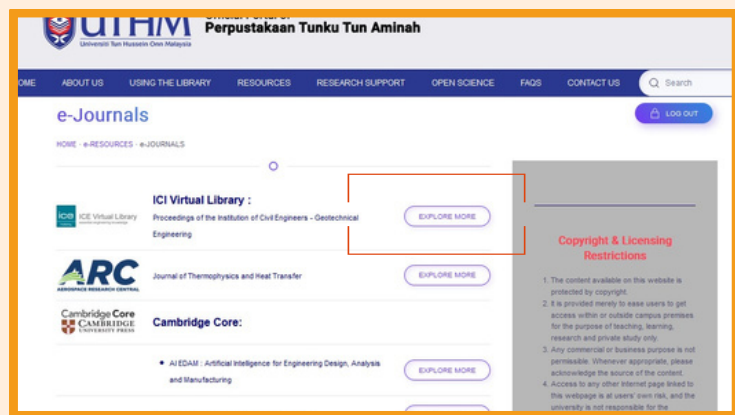 UTHM
Universiti Tun Hussein Onn Malaysia
Perpustakaan Tunku Tun Aminah
OME ABOUT US USING THE LIBRARY RESOURCES RESEARCH SUPPORT OPEN SCIENCE FAQS CONTACT US Search
e-Journals
LOG OUT
HOME - e-RESOURCES - e-JOURNALS
ICI Virtual Library :
ice ICE Virtual Library
Proceedings of the Institution of Civil Engineers - Geotechnical
Engineering
EXPLORE MORE
ARC
AEROSPACE RESEARCH CENTRAL
Journal of Thermophysics and Heat Transfer
EXPLORE MORE
Cambridge Core
CAMBRIDGE
UNIVERSITY PRESS
Cambridge Core:
• AI EDAM : Artificial Intelligence for Engineering Design, Analysis
and Manufacturing
EXPLORE MORE
Copyright & Licensing
Restrictions
1. The content available on this website is
protected by copyright.
2. It is provided merely to ease users to get
access within or outside campus premises
for the purpose of teaching, learning,
research and private study only.
3. Any commercial or business purpose is not
permissible. Whenever appropriate, please
acknowledge the source of the content.
4. Access to any other Internet page linked to
this webpage is at users' own risk, and the
university is not responsible for the